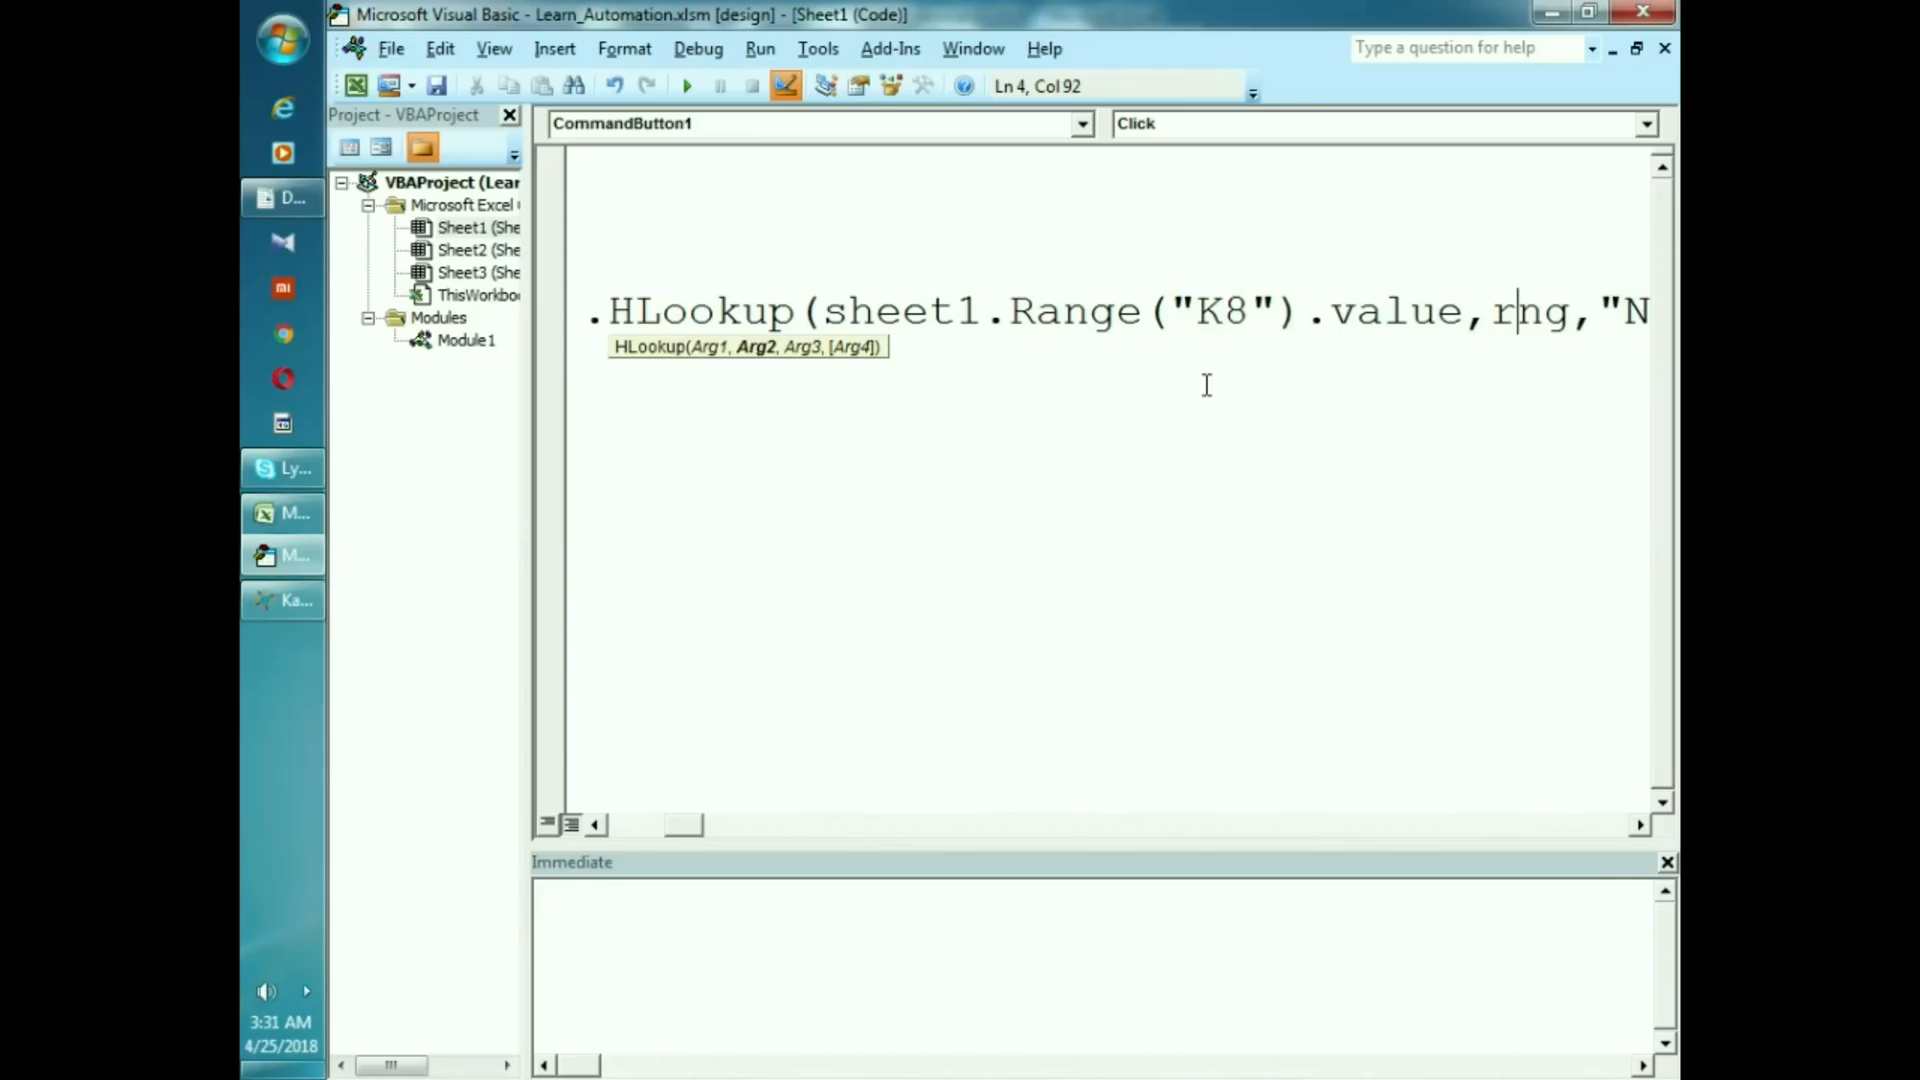 Microsoft Visual Basic - Learn_Automation.xlsm [design] - [Sheet1 (Code)]
File Edit View Insert Format Debug Run Tools Add-Ins Window Help
Type a question for help
Ln 4, Col 92
Project - VBAProject
CommandButton1
Click
VBAProject (Lear
Microsoft Excel
Sheet1 (She
Sheet2 (She
Sheet3 (She
ThisWorkbo
Modules
Module1
.HLookup(sheet1.Range("K8").value,rng,"N
HLookup(Arg1, Arg2, Arg3, [Arg4])
D...
mi
Ly...
M...
M...
Ka...
Immediate
3:31 AM
4/25/2018